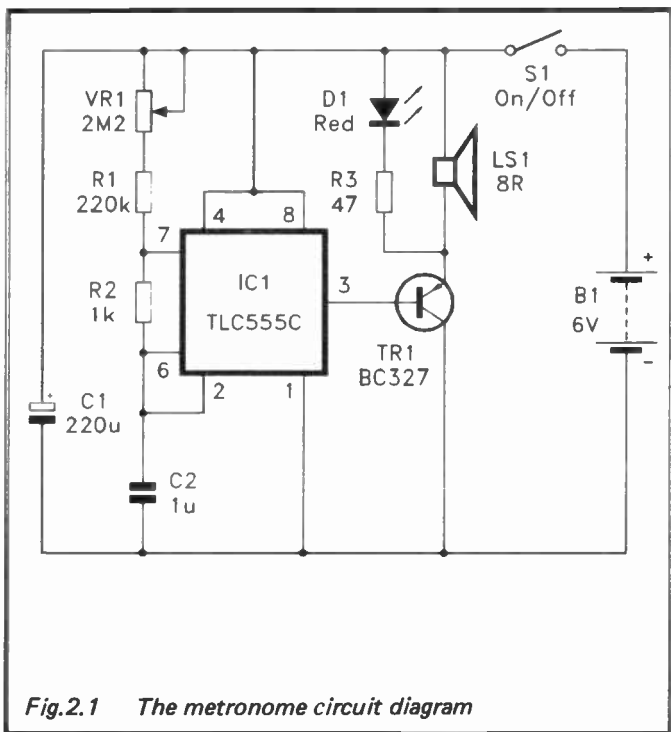 VR1
2M2
R1
220k
R2
1k
C1
220u
C2
1u
7
6
2
4
8
IC1
TLC555C
1
3
D1
Red
R3
47
TR1
BC327
LS1
8R
S1
On/Off
+
B1
6V
-
+
Fig.2.1 The metronome circuit diagram